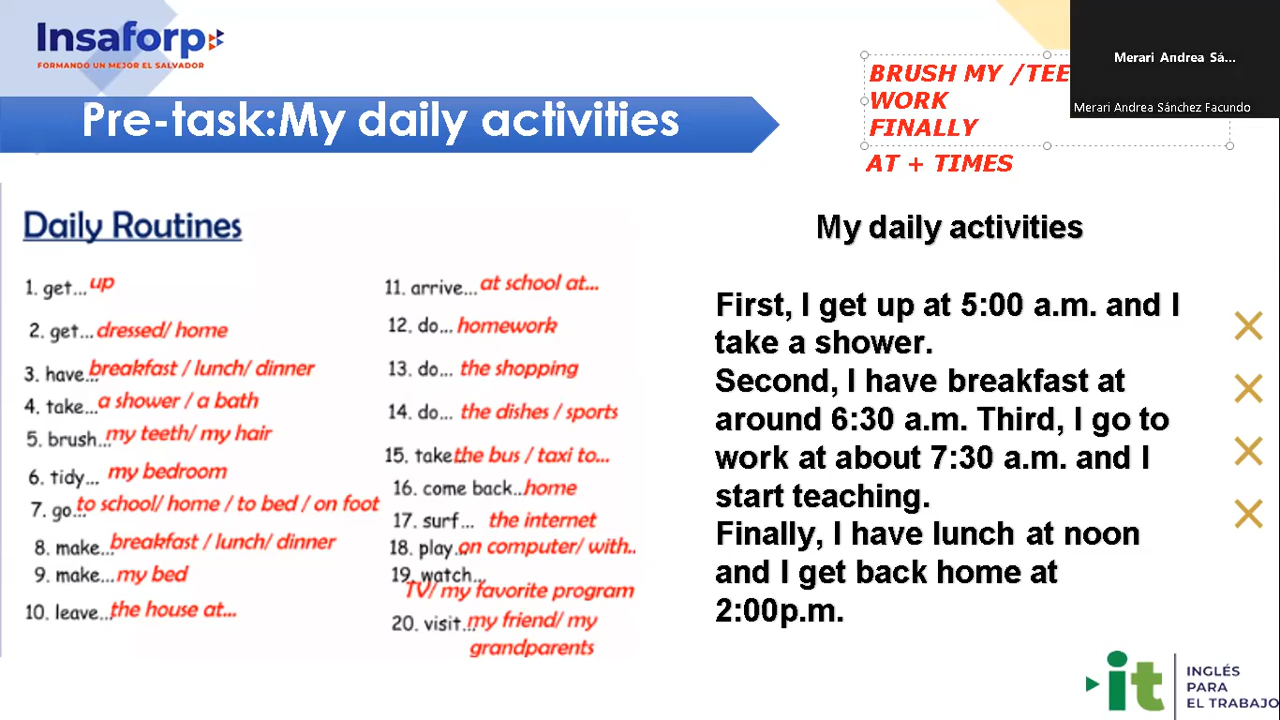 Insaforp
FORMANDO UN MEJOR EL SALVADOR
Pre-task:My daily activities
BRUSH MY /TEE
WORK
FINALLY
AT + TIMES
Merari Andrea Sá...
Merari Andrea Sánchez Facundo
Daily Routines
1. get... up
2. get... dressed/ home
3. have... breakfast / lunch/ dinner
4. take... a shower / a bath
5. brush... my teeth/ my hair
6. tidy... my bedroom
7. go... to school/ home / to bed / on foot
8. make... breakfast / lunch/ dinner
9. make... my bed
10. leave... the house at...
11. arrive... at school at...
12. do... homework
13. do... the shopping
14. do... the dishes / sports
15. take... the bus / taxi to...
16. come back... home
17. surf... the internet
18. play... on computer/ with..
19. watch...
TV/ my favorite program
20. visit... my friend/ my
grandparents
My daily activities
First, I get up at 5:00 a.m. and I
take a shower.
Second, I have breakfast at
around 6:30 a.m. Third, I go to
work at about 7:30 a.m. and I
start teaching.
Finally, I have lunch at noon
and I get back home at
2:00p.m.
it
INGLÉS
PARA
EL TRABAJO